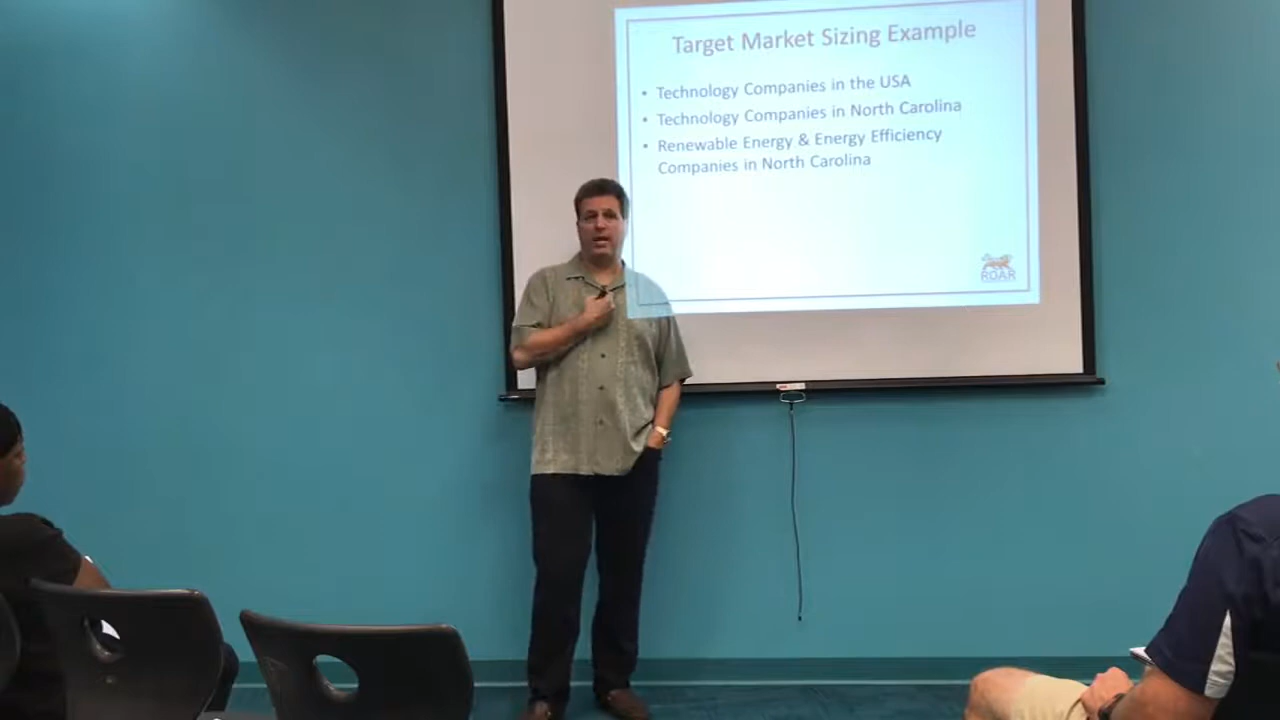 Target Market Sizing Example
• Technology Companies in the USA
• Technology Companies in North Carolina
• Renewable Energy & Energy Efficiency
Companies in North Carolina
ROAR